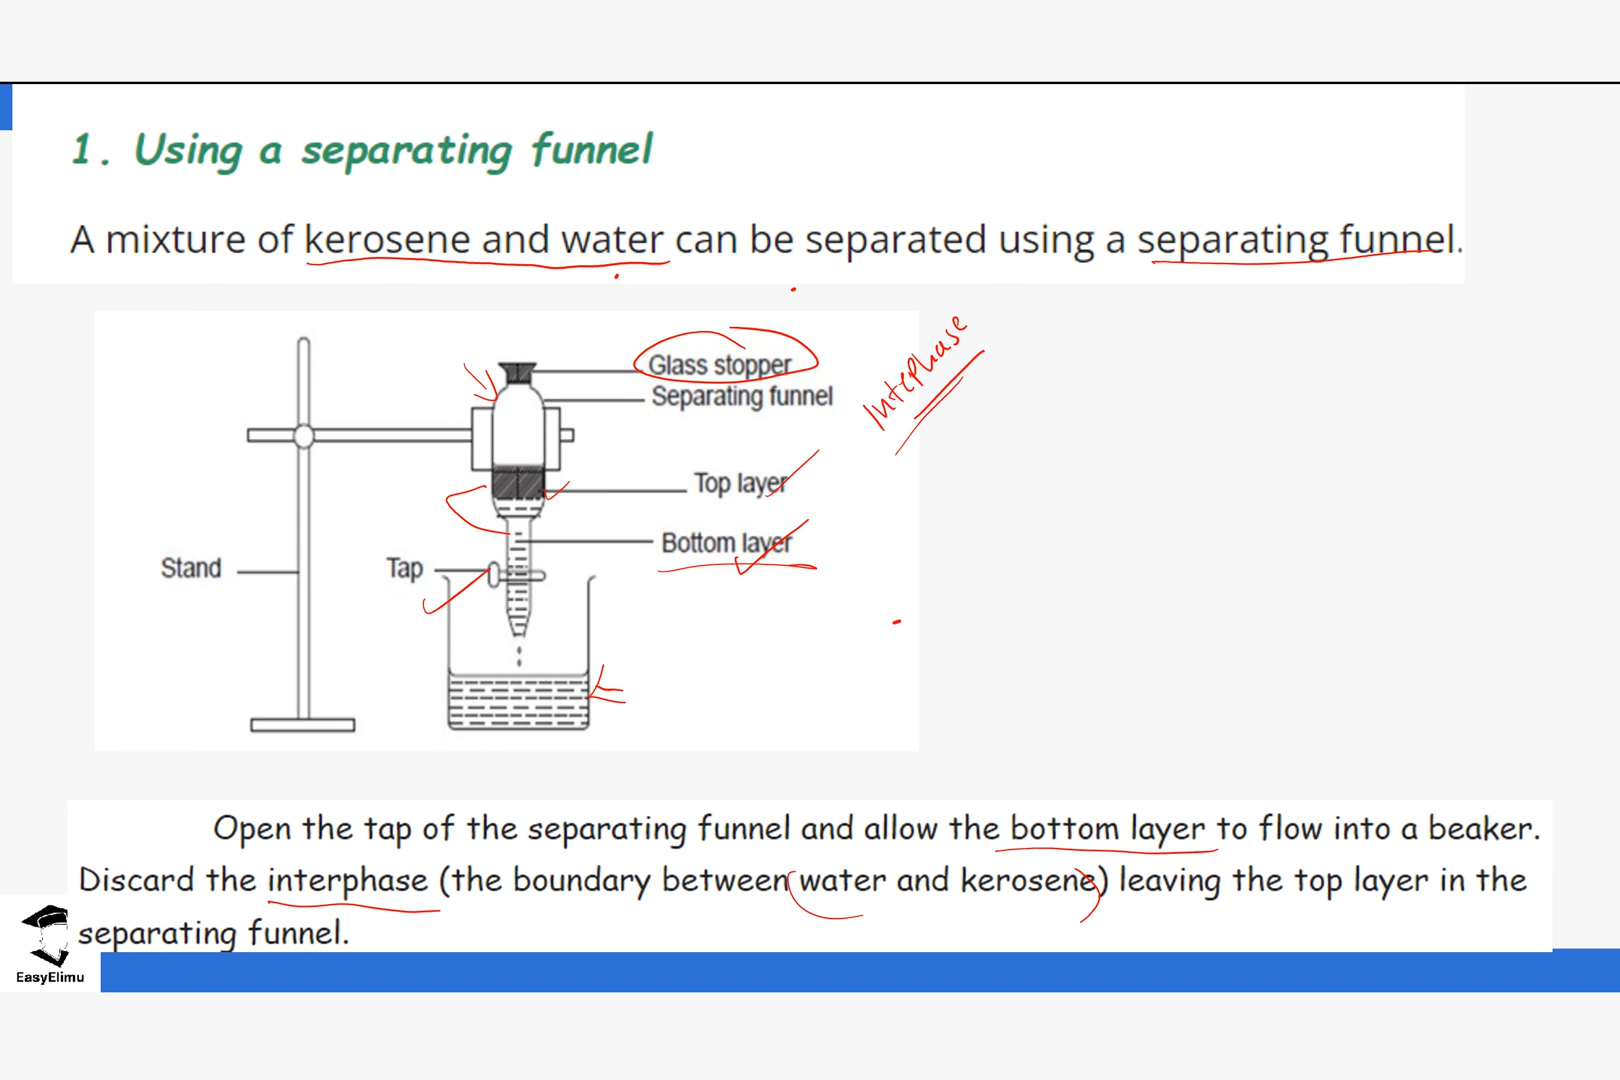 1. Using a separating funnel
A mixture of kerosene and water can be separated using a separating funnel.
Glass stopper
Separating funnel
Interphase
Top layer
Bottom layer
Stand
Tap
Open the tap of the separating funnel and allow the bottom layer to flow into a beaker.
Discard the interphase (the boundary between water and kerosene) leaving the top layer in the
separating funnel.
EasyElimu